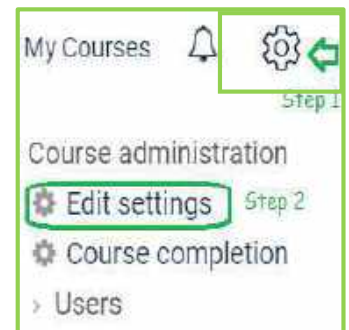 My Courses
Step 1
Course administration
Edit settings Step 2
Course completion
Users